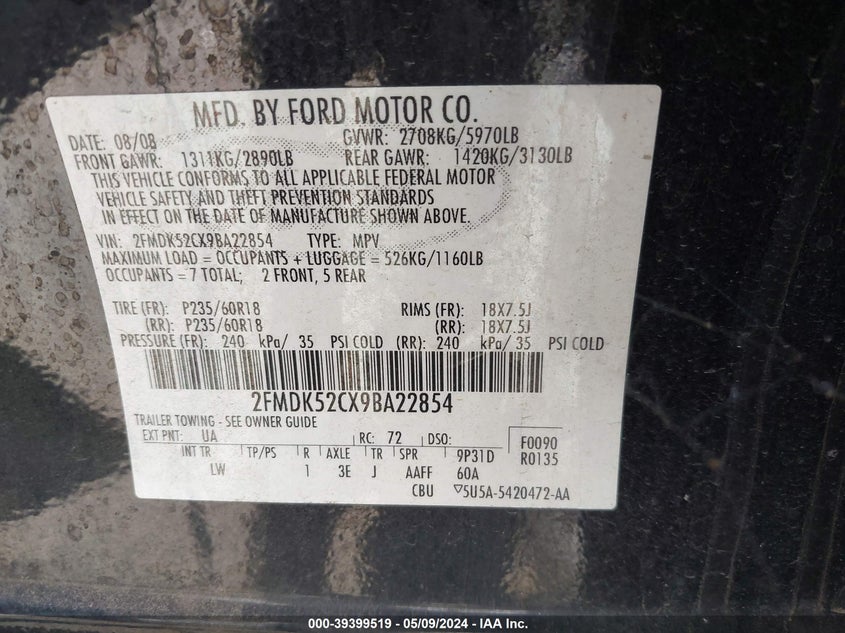 MFD. BY FORD MOTOR CO.
DATE: 08/08 GVWR: 2708KG/5970LB
FRONT GAWR: 1311KG/2890LB REAR GAWR: 1420KG/3130LB
THIS VEHICLE CONFORMS TO ALL APPLICABLE FEDERAL MOTOR
VEHICLE SAFETY AND THEFT PREVENTION STANDARDS
IN EFFECT ON THE DATE OF MANUFACTURE SHOWN ABOVE.
VIN: 2FMDK52CX9BA22854 TYPE: MPV
MAXIMUM LOAD = OCCUPANTS + LUGGAGE = 526KG/1160LB
OCCUPANTS = 7 TOTAL; 2 FRONT, 5 REAR
TIRE (FR): P235/60R18 RIMS (FR): 18X7.5J
(RR): P235/60R18 (RR): 18X7.5J
PRESSURE (FR): 240 kPa/ 35 PSI COLD (RR): 240 kPa/ 35 PSI COLD
2FMDK52CX9BA22854
TRAILER TOWING - SEE OWNER GUIDE
EXT PNT: UA RC: 72 DSO: F0090
INT TR TP/PS R AXLE TR SPR 9P31D R0135
LW 1 3E J AAFF 60A
CBU ▽5U5A-5420472-AA
000-39399519 - 05/09/2024 - IAA Inc.